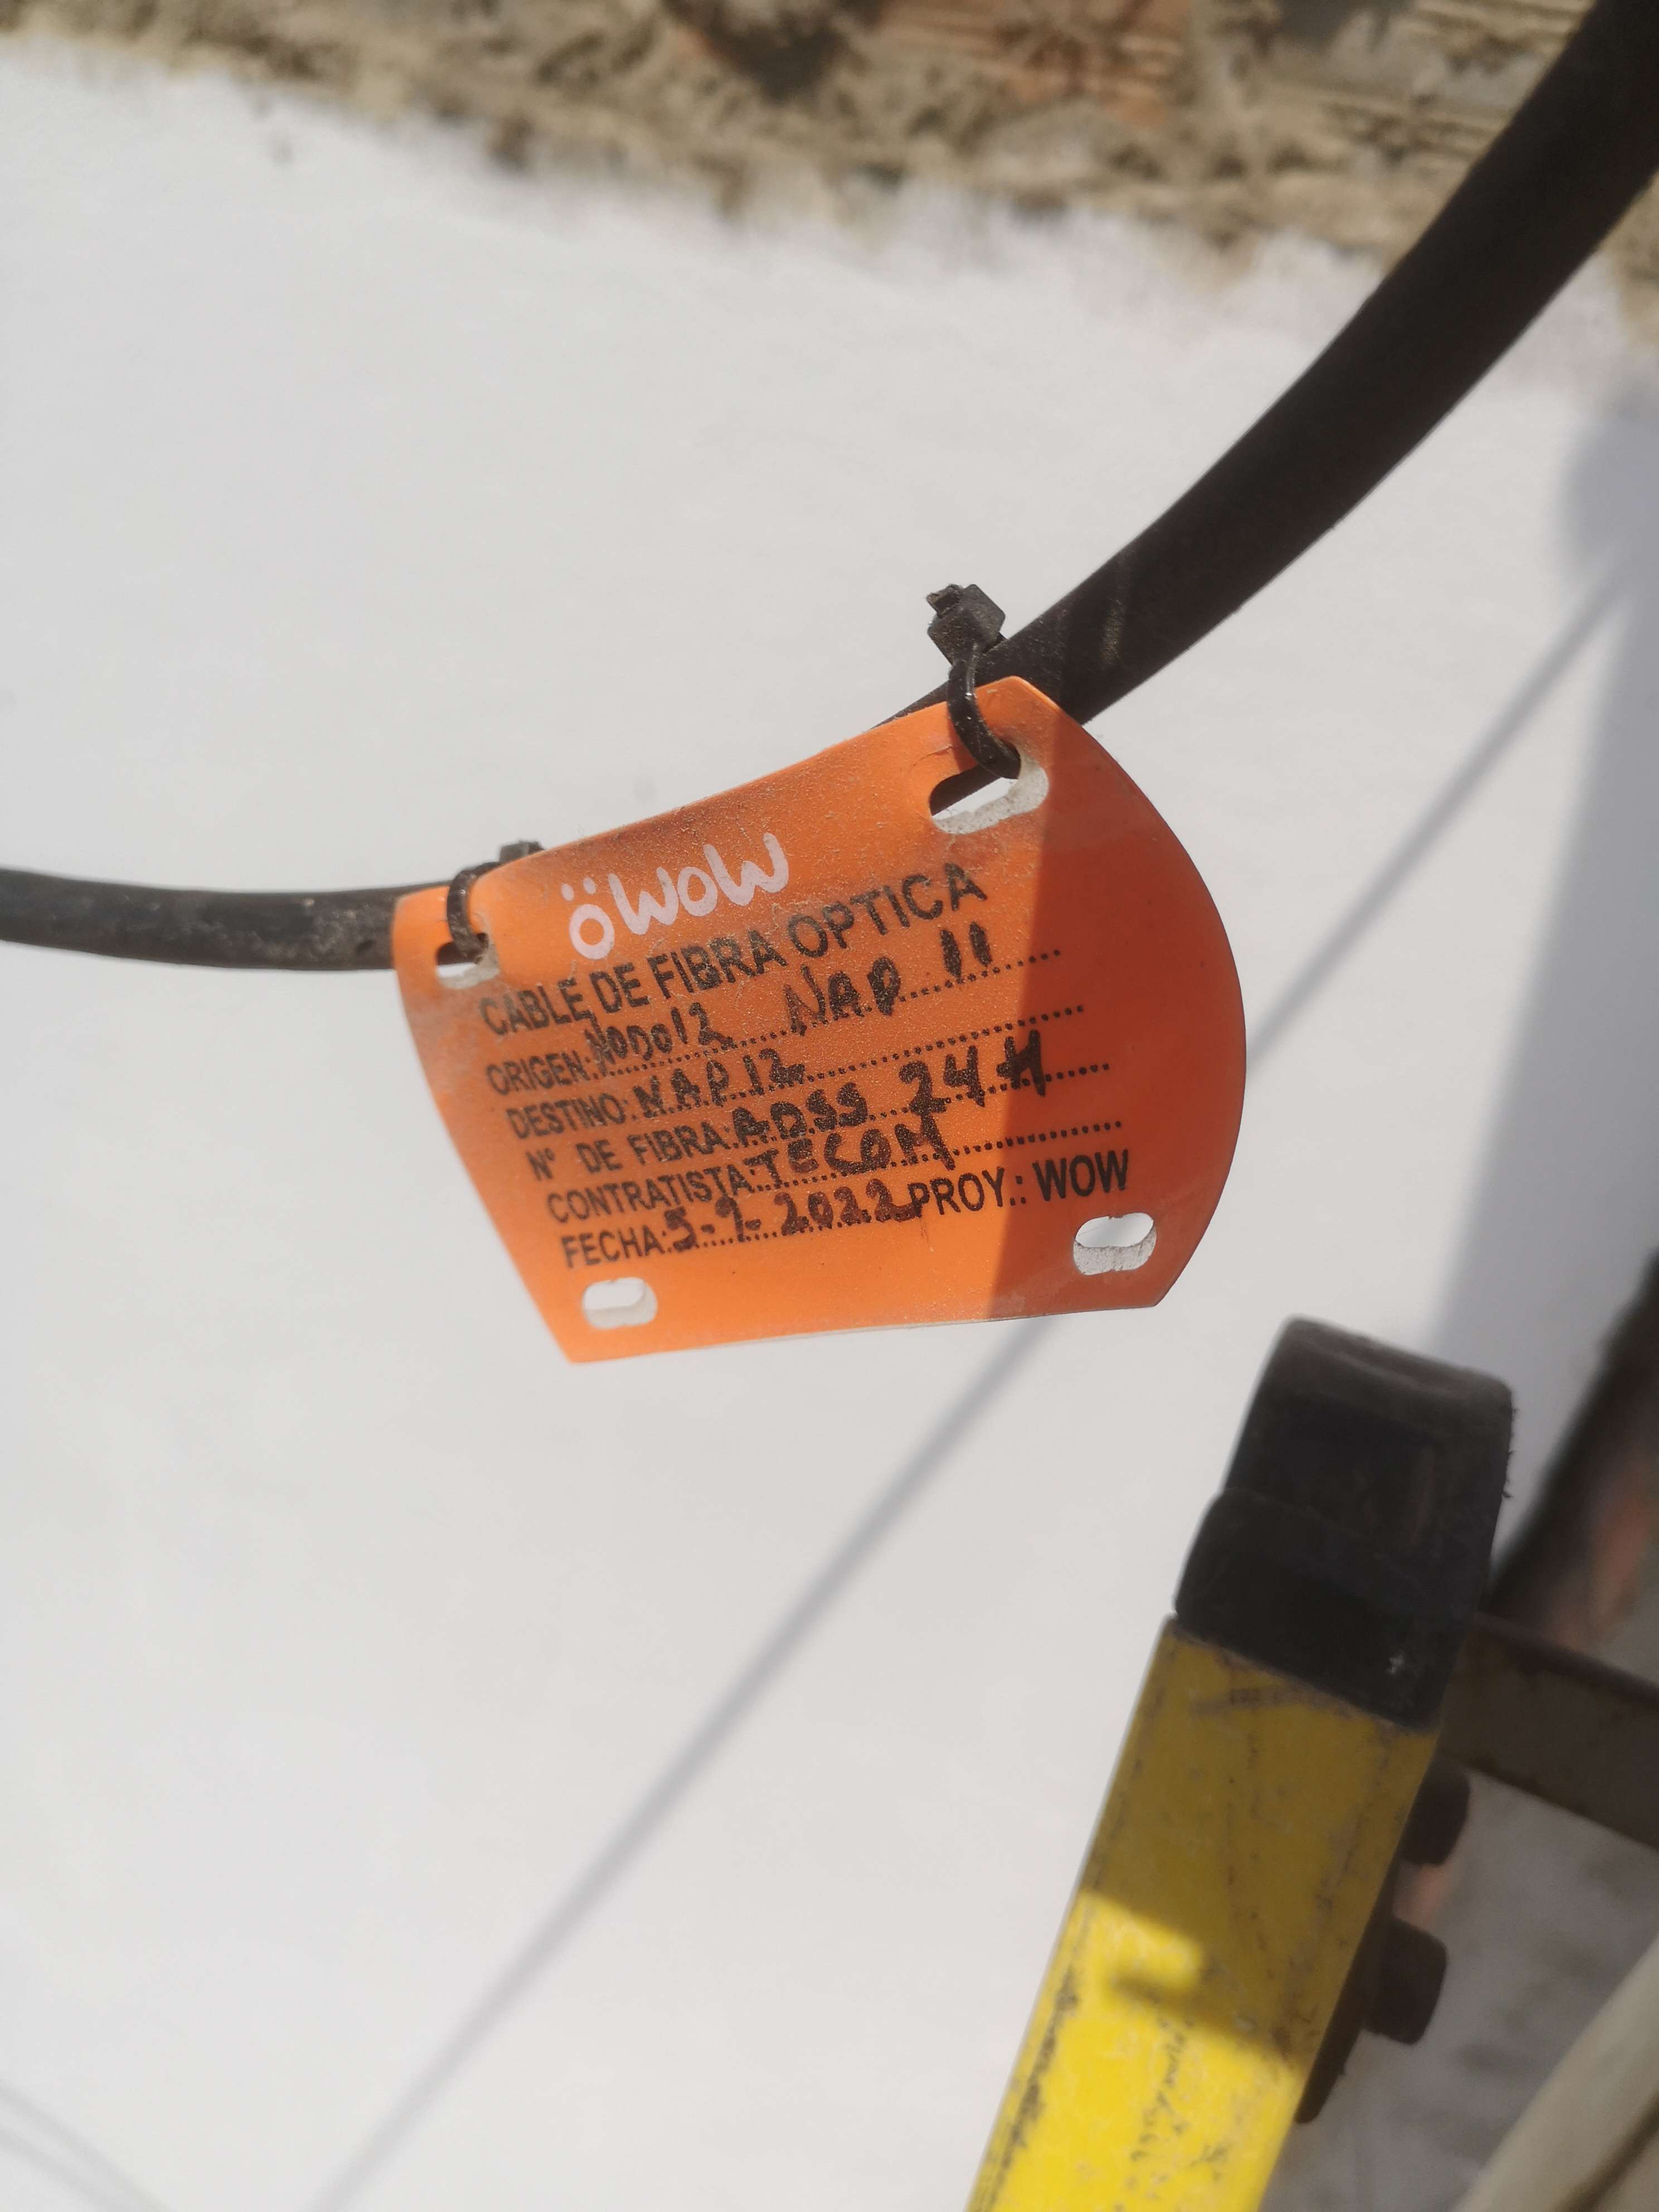 öwow
CABLE DE FIBRA OPTICA
ORIGEN: NODO12 NAP 11
DESTINO: NAP 12
N° DE FIBRA: ADSS 24 H
CONTRATISTA: TECOM
FECHA: 5-9-2022 PROY.: WOW